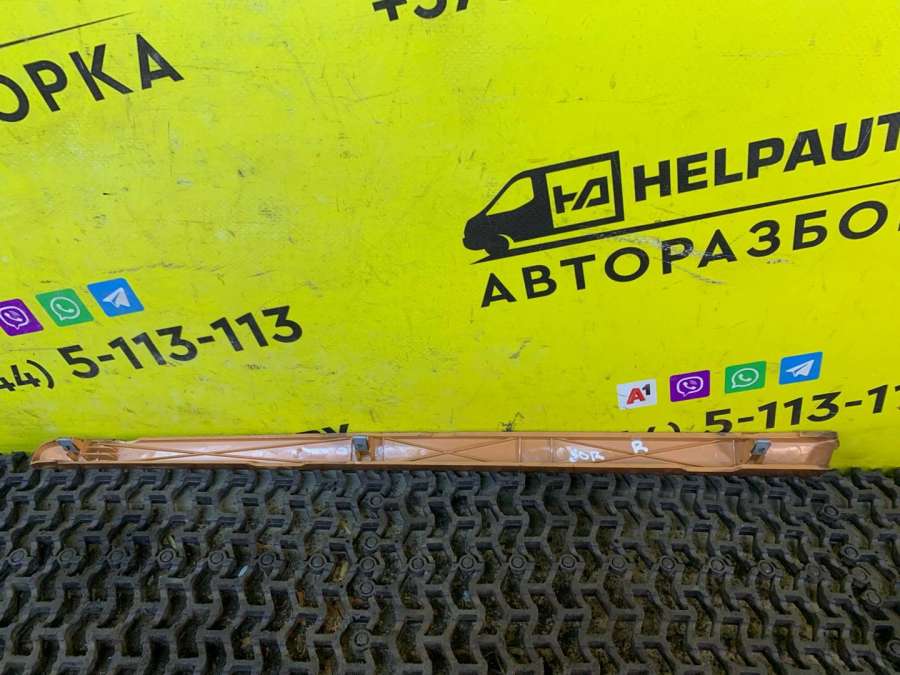 ОРКА
HELPAUT
АВТОРАЗБО
44) 5-113-113
A1
5-113-1
R